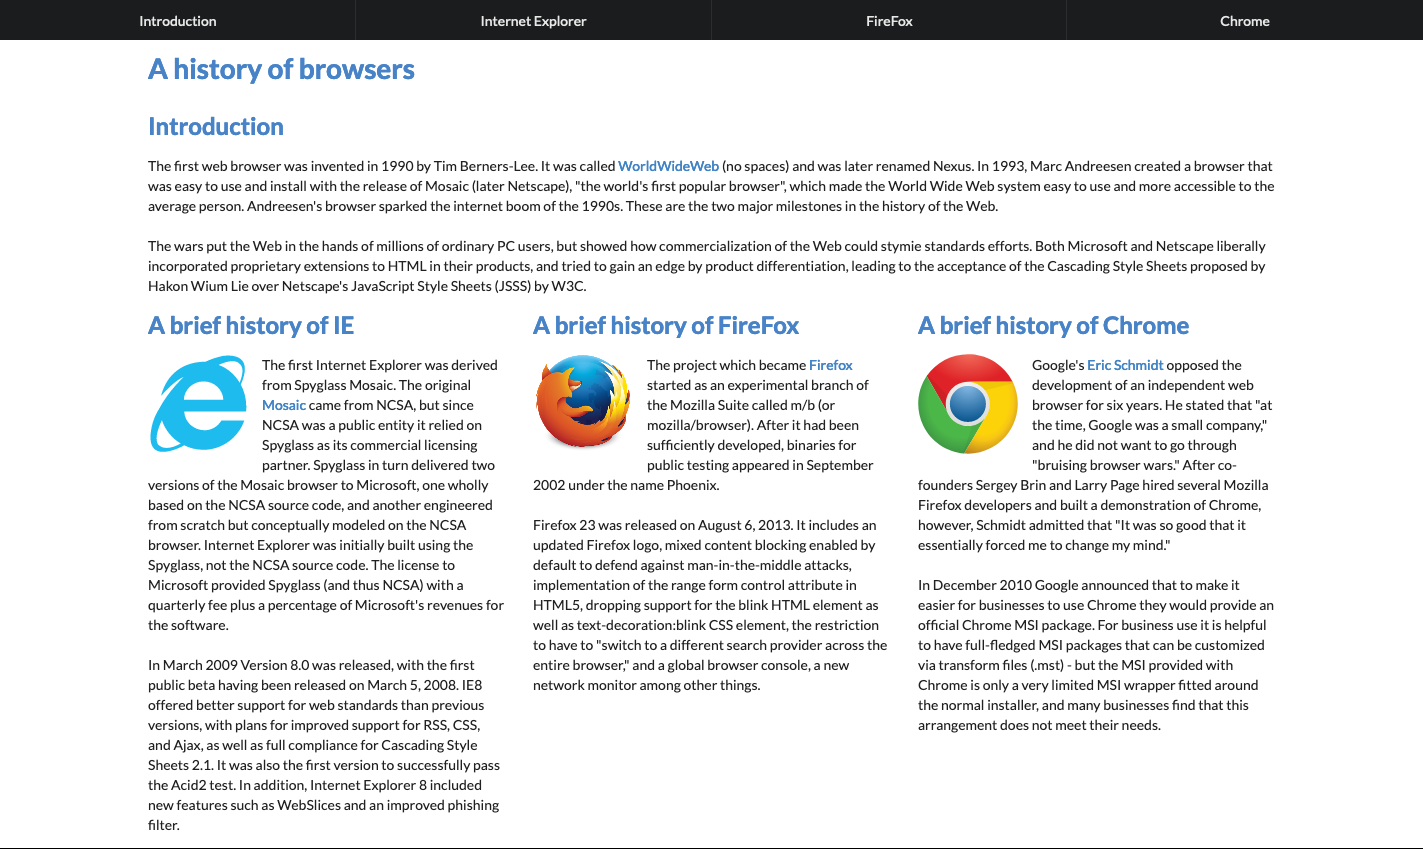 Introduction
Internet Explorer
FireFox
Chrome
A history of browsers
Introduction
The first web browser was invented in 1990 by Tim Berners-Lee. It was called WorldWideWeb (no spaces) and was later renamed Nexus. In 1993, Marc Andreesen created a browser that
was easy to use and install with the release of Mosaic (later Netscape), "the world's first popular browser", which made the World Wide Web system easy to use and more accessible to the
average person. Andreesen's browser sparked the internet boom of the 1990s. These are the two major milestones in the history of the Web.
The wars put the Web in the hands of millions of ordinary PC users, but showed how commercialization of the Web could stymie standards efforts. Both Microsoft and Netscape liberally
incorporated proprietary extensions to HTML in their products, and tried to gain an edge by product differentiation, leading to the acceptance of the Cascading Style Sheets proposed by
Hakon Wium Lie over Netscape's JavaScript Style Sheets (JSSS) by W3C.
A brief history of IE
The first Internet Explorer was derived
from Spyglass Mosaic. The original
Mosaic came from NCSA, but since
NCSA was a public entity it relied on
Spyglass as its commercial licensing
partner. Spyglass in turn delivered two
versions of the Mosaic browser to Microsoft, one wholly
based on the NCSA source code, and another engineered
from scratch but conceptually modeled on the NCSA
browser. Internet Explorer was initially built using the
Spyglass, not the NCSA source code. The license to
Microsoft provided Spyglass (and thus NCSA) with a
quarterly fee plus a percentage of Microsoft's revenues for
the software.
In March 2009 Version 8.0 was released, with the first
public beta having been released on March 5, 2008. IE8
offered better support for web standards than previous
versions, with plans for improved support for RSS, CSS,
and Ajax, as well as full compliance for Cascading Style
Sheets 2.1. It was also the first version to successfully pass
the Acid2 test. In addition, Internet Explorer 8 included
new features such as WebSlices and an improved phishing
filter.
A brief history of FireFox
The project which became Firefox
started as an experimental branch of
the Mozilla Suite called m/b (or
mozilla/browser). After it had been
sufficiently developed, binaries for
public testing appeared in September
2002 under the name Phoenix.
Firefox 23 was released on August 6, 2013. It includes an
updated Firefox logo, mixed content blocking enabled by
default to defend against man-in-the-middle attacks,
implementation of the range form control attribute in
HTML5, dropping support for the blink HTML element as
well as text-decoration:blink CSS element, the restriction
to have to "switch to a different search provider across the
entire browser," and a global browser console, a new
network monitor among other things.
A brief history of Chrome
Google's Eric Schmidt opposed the
development of an independent web
browser for six years. He stated that "at
the time, Google was a small company,"
and he did not want to go through
"bruising browser wars." After co-
founders Sergey Brin and Larry Page hired several Mozilla
Firefox developers and built a demonstration of Chrome,
however, Schmidt admitted that "It was so good that it
essentially forced me to change my mind."
In December 2010 Google announced that to make it
easier for businesses to use Chrome they would provide an
official Chrome MSI package. For business use it is helpful
to have full-fledged MSI packages that can be customized
via transform files (.mst) - but the MSI provided with
Chrome is only a very limited MSI wrapper fitted around
the normal installer, and many businesses find that this
arrangement does not meet their needs.